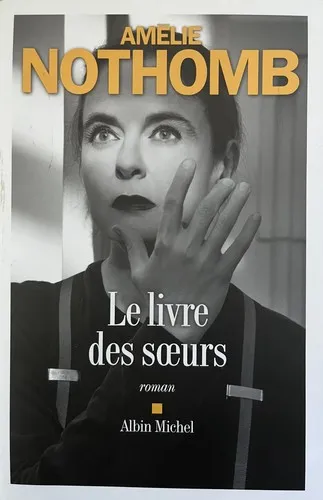 AMÉLIE
NOTHOMB
Le livre
des sœurs
roman
Albin Michel